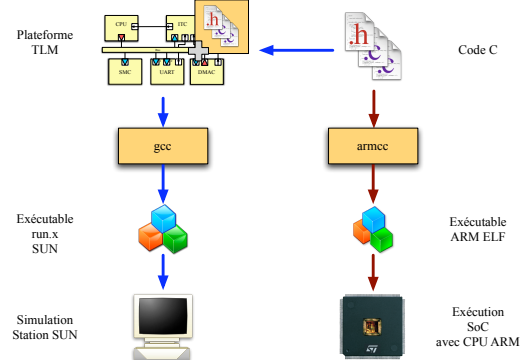 Plateforme
TLM
CPU
ITC
SMC
UART
DMAC
.h
.c
.c
.h
.c
.c
Code C
gcc
armcc
Exécutable
run.x
SUN
Exécutable
ARM ELF
Simulation
Station SUN
ST
Exécution
SoC
avec CPU ARM